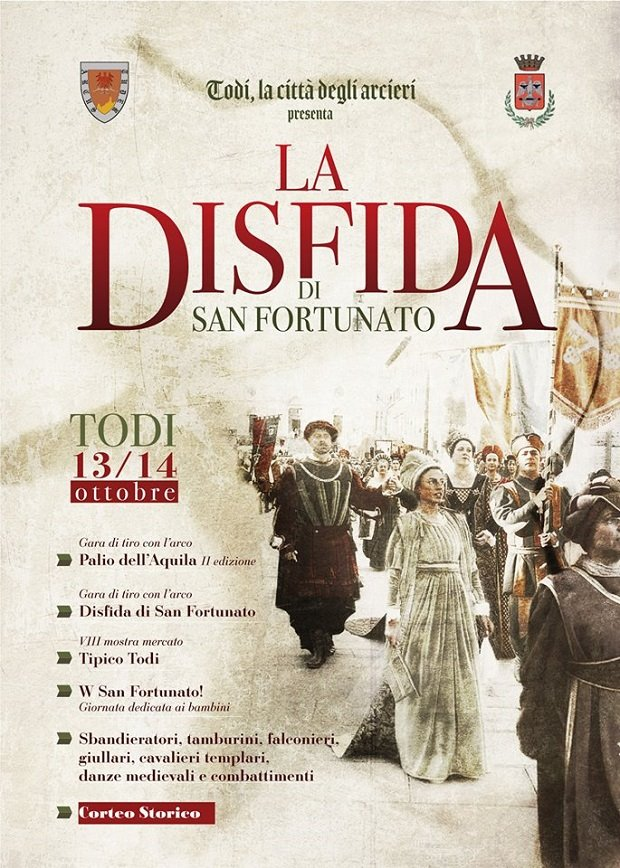 Todi, la città degli arcieri
presenta
LA
DISFIDA
DI
SAN FORTUNATO
TODI
13/14
ottobre
Gara di tiro con l'arco
Palio dell'Aquila II edizione
Gara di tiro con l'arco
Disfida di San Fortunato
VIII mostra mercato
Tipico Todi
W San Fortunato!
Giornata dedicata ai bambini
Sbandieratori, tamburini, falconieri,
giullari, cavalieri templari,
danze medievali e combattimenti
Corteo Storico